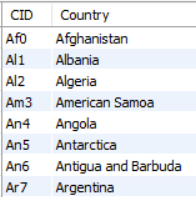 CID Country
Af0 Afghanistan
Al1 Albania
Al2 Algeria
Am3 American Samoa
An4 Angola
An5 Antarctica
An6 Antigua and Barbuda
Ar7 Argentina